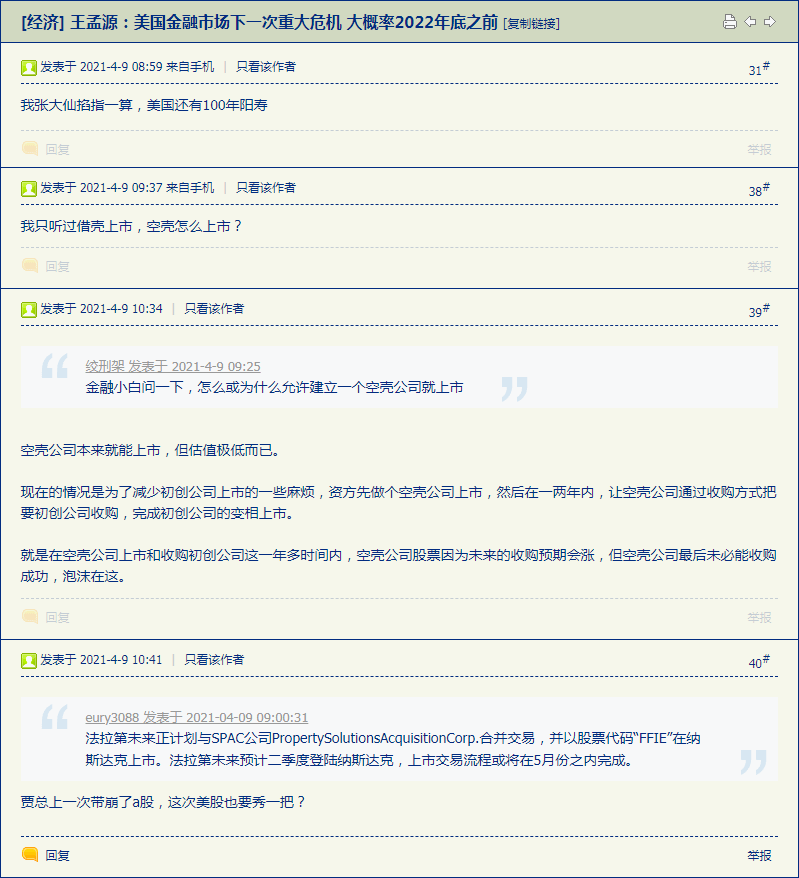 [经济] 王孟源：美国金融市场下一次重大危机 大概率2022年底之前 [复制链接]
发表于 2021-4-9 08:59 来自手机 | 只看该作者
31#
我张大仙掐指一算，美国还有100年阳寿
回复
举报
发表于 2021-4-9 09:37 来自手机 | 只看该作者
38#
我只听过借壳上市，空壳怎么上市？
回复
举报
发表于 2021-4-9 10:34 | 只看该作者
39#
绞刑架 发表于 2021-4-9 09:25
金融小白问一下，怎么或为什么允许建立一个空壳公司就上市
空壳公司本来就能上市，但估值极低而已。
现在的情况是为了减少初创公司上市的一些麻烦，资方先做个空壳公司上市，然后在一两年内，让空壳公司通过收购方式把
要初创公司收购，完成初创公司的变相上市。
就是在空壳公司上市和收购初创公司这一年多时间内，空壳公司股票因为未来的收购预期会涨，但空壳公司最后未必能收购
成功，泡沫在这。
回复
举报
发表于 2021-4-9 10:41 | 只看该作者
40#
eury3088 发表于 2021-04-09 09:00:31
法拉第未来正计划与SPAC公司PropertySolutionsAcquisitionCorp.合并交易，并以股票代码“FFIE”在纳
斯达克上市。法拉第未来预计二季度登陆纳斯达克，上市交易流程或将在5月份之内完成。
贾总上一次带崩了a股，这次美股也要秀一把？
回复
举报